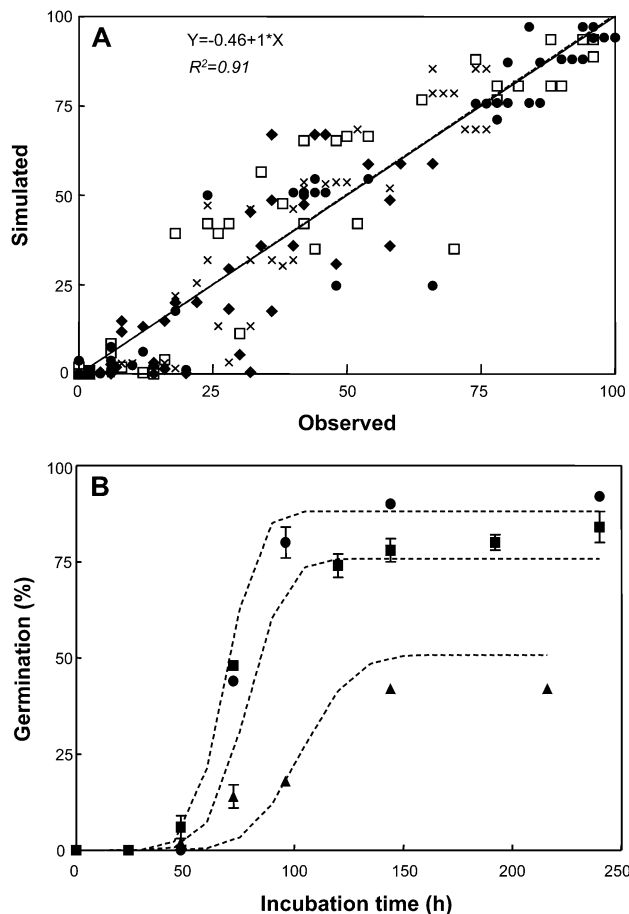 A
Y=-0.46+1*X
R²=0.91
100
75
50
25
0
Simulated
0
25
50
75
100
Observed
B
100
75
50
25
0
Germination (%)
0
50
100
150
200
250
Incubation time (h)